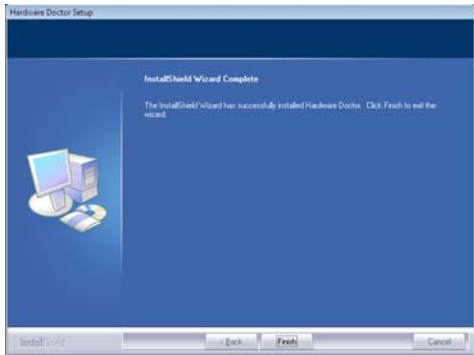 Hardware Doctor Setup
InstallShield Wizard Complete
The InstallShield Wizard has successfully installed Hardware Doctor. Click Finish to exit the
wizard.
InstallShield
< Back
Finish
Cancel